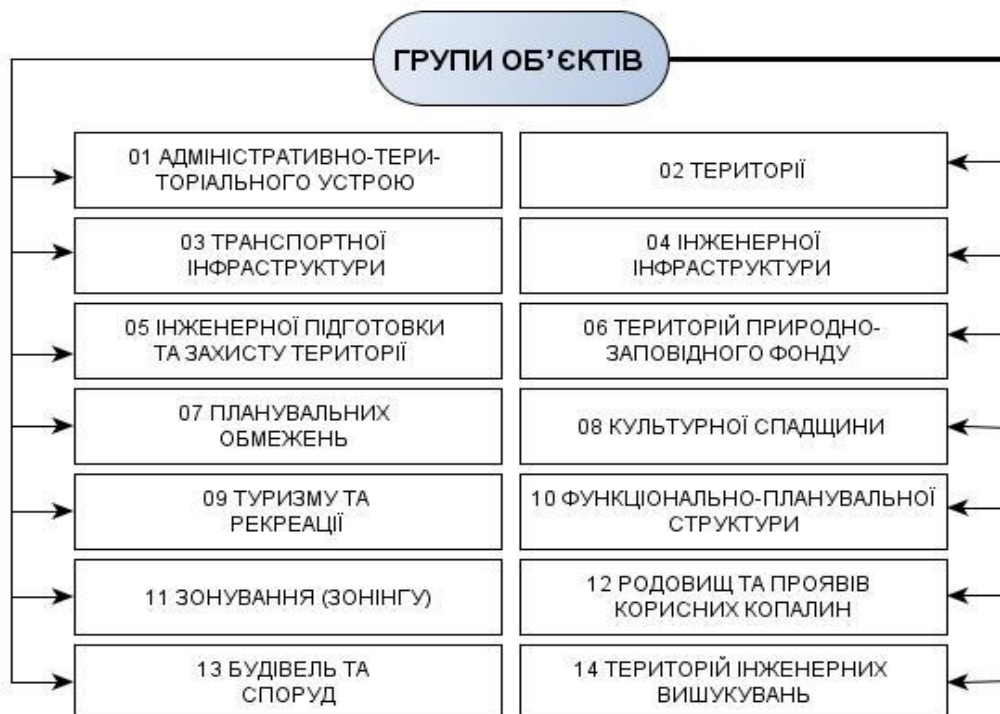 ГРУПИ ОБ’ЄКТІВ
01 АДМІНІСТРАТИВНО-ТЕРИ-
ТОРІАЛЬНОГО УСТРОЮ
02 ТЕРИТОРІЇ
03 ТРАНСПОРТНОЇ
ІНФРАСТРУКТУРИ
04 ІНЖЕНЕРНОЇ
ІНФРАСТРУКТУРИ
05 ІНЖЕНЕРНОЇ ПІДГОТОВКИ
ТА ЗАХИСТУ ТЕРИТОРІЇ
06 ТЕРИТОРІЙ ПРИРОДНО-
ЗАПОВІДНОГО ФОНДУ
07 ПЛАНУВАЛЬНИХ
ОБМЕЖЕНЬ
08 КУЛЬТУРНОЇ СПАДЩИНИ
09 ТУРИЗМУ ТА
РЕКРЕАЦІЇ
10 ФУНКЦІОНАЛЬНО-ПЛАНУВАЛЬНОЇ
СТРУКТУРИ
11 ЗОНУВАННЯ (ЗОНІНГУ)
12 РОДОВИЩ ТА ПРОЯВІВ
КОРИСНИХ КОПАЛИН
13 БУДІВЕЛЬ ТА
СПОРУД
14 ТЕРИТОРІЙ ІНЖЕНЕРНИХ
ВИШУКУВАНЬ